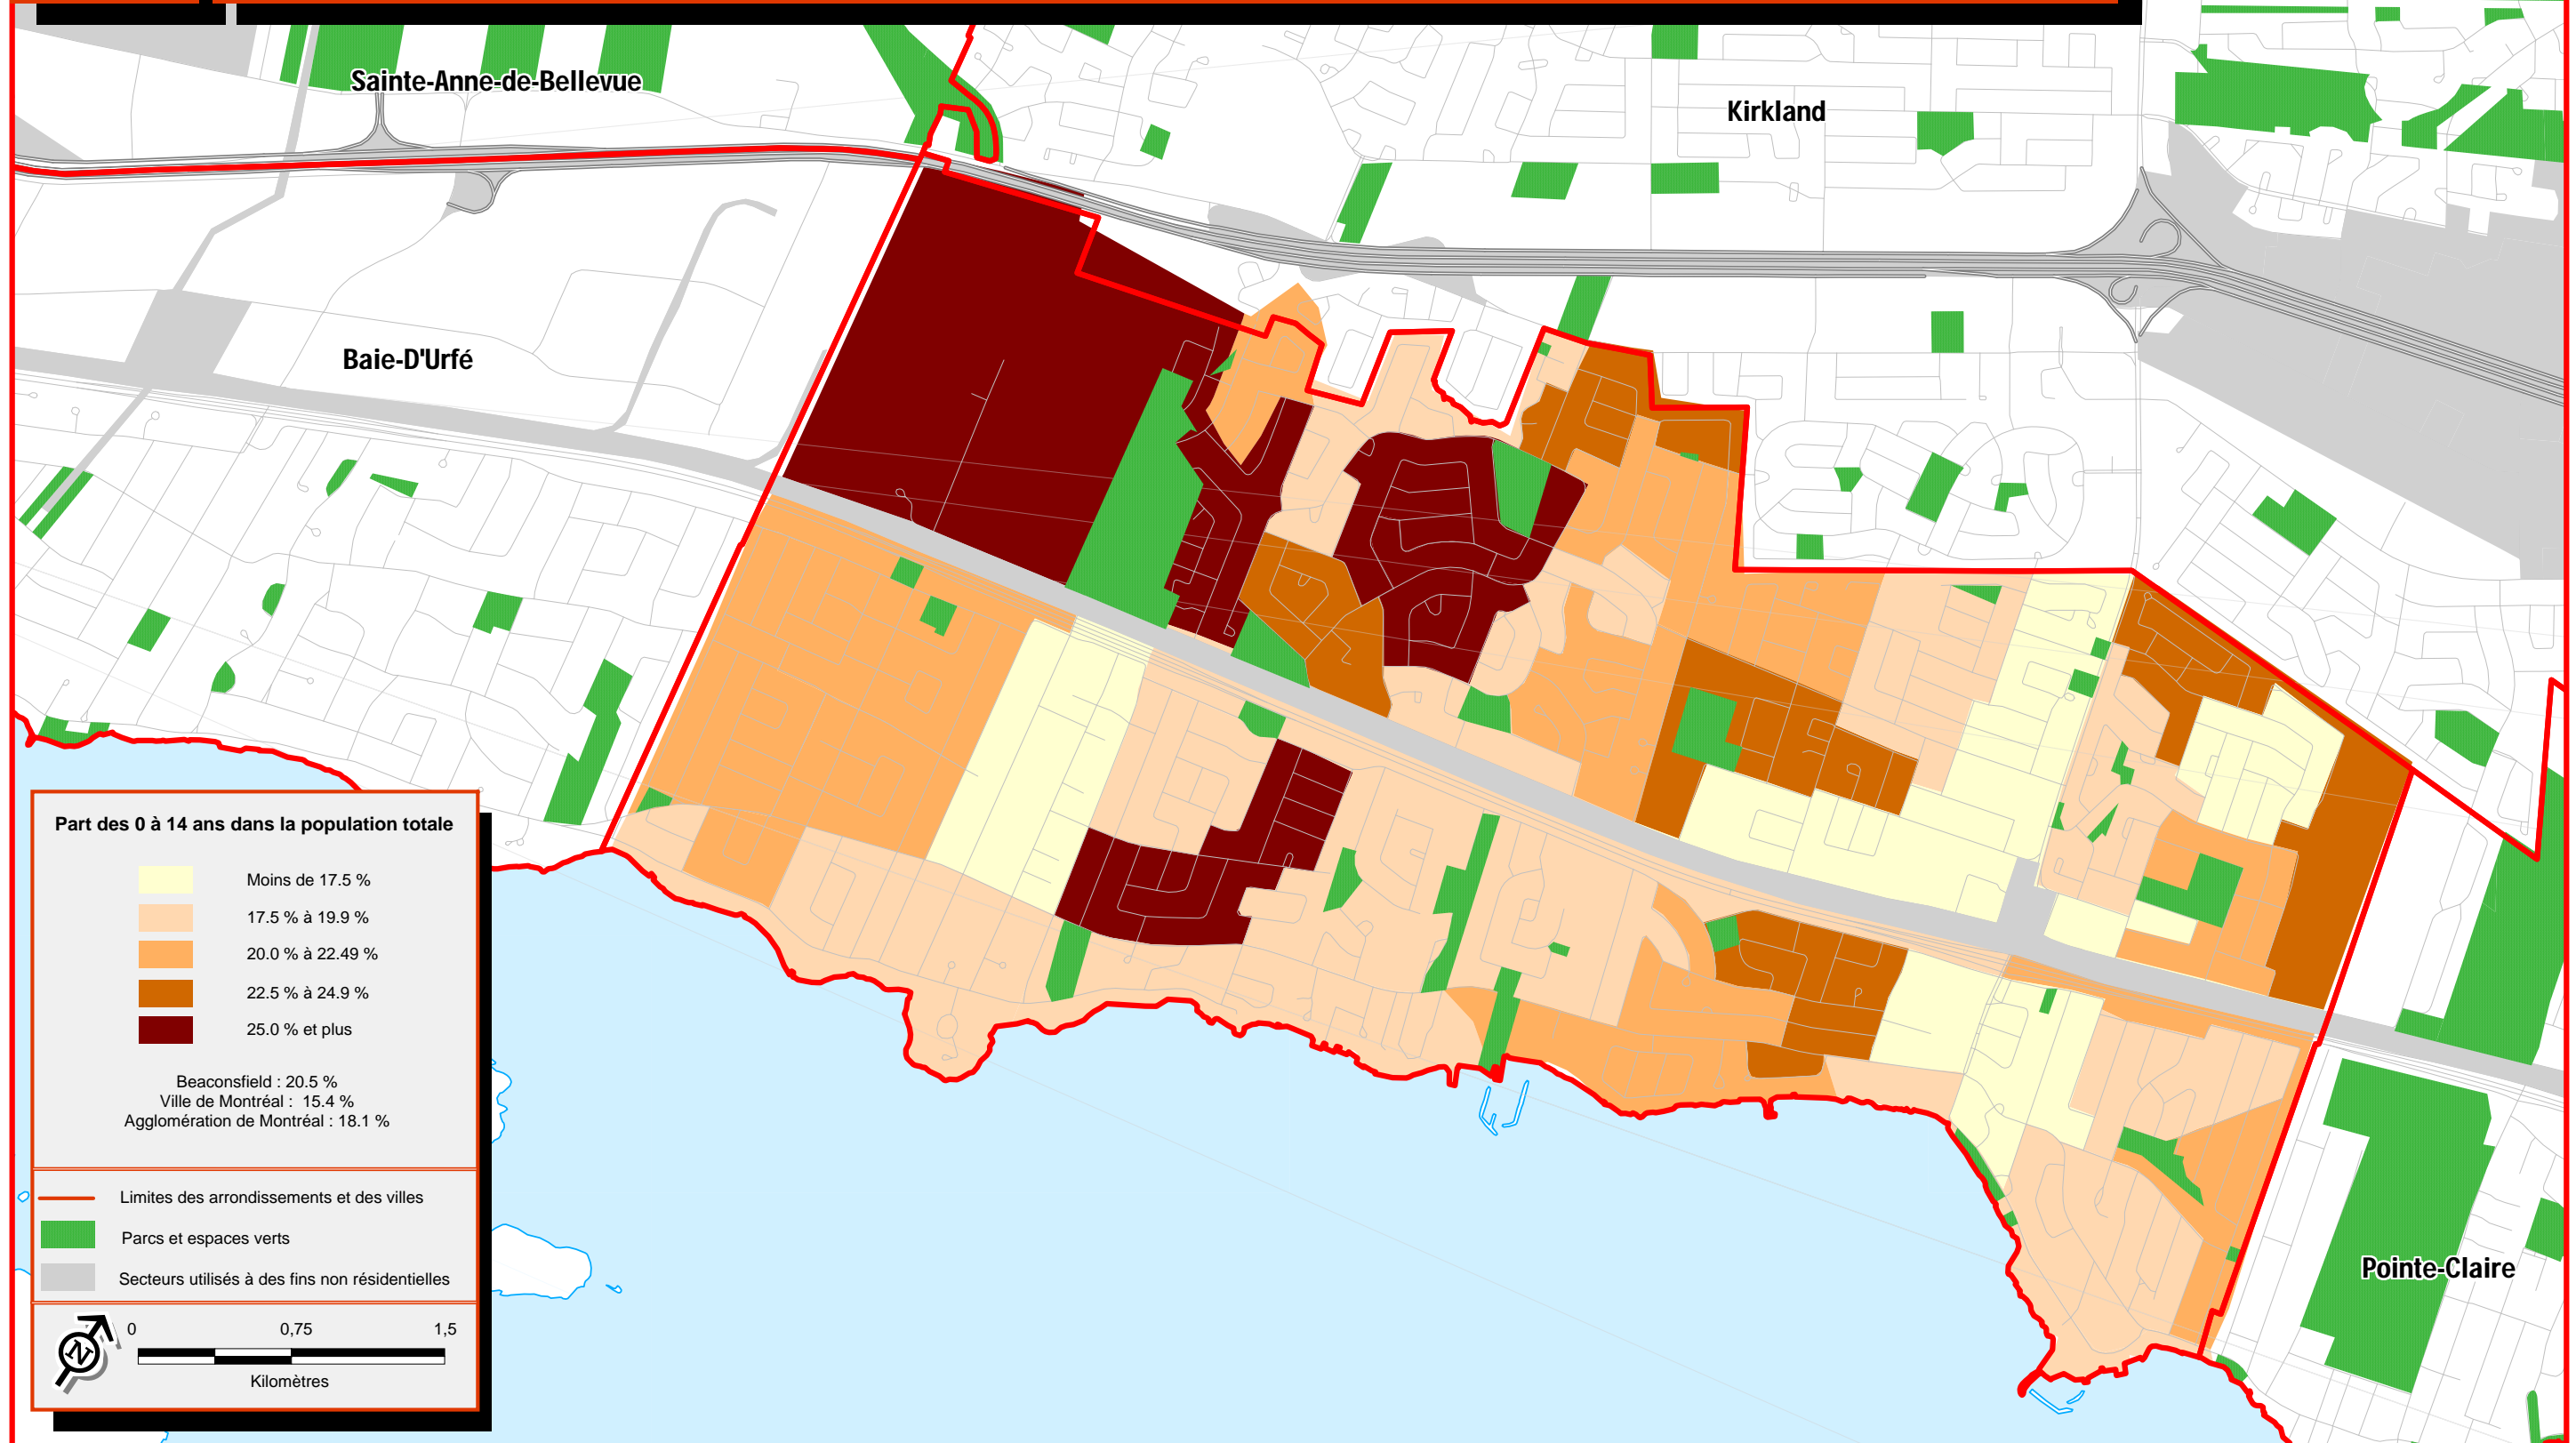 Sainte-Anne-de-Bellevue
Kirkland
Baie-D'Urfé
Pointe-Claire
Part des 0 à 14 ans dans la population totale
Moins de 17.5 %
17.5 % à 19.9 %
20.0 % à 22.49 %
22.5 % à 24.9 %
25.0 % et plus
Beaconsfield : 20.5 %
Ville de Montréal : 15.4 %
Agglomération de Montréal : 18.1 %
Limites des arrondissements et des villes
Parcs et espaces verts
Secteurs utilisés à des fins non résidentielles
N
0 0,75 1,5
Kilomètres